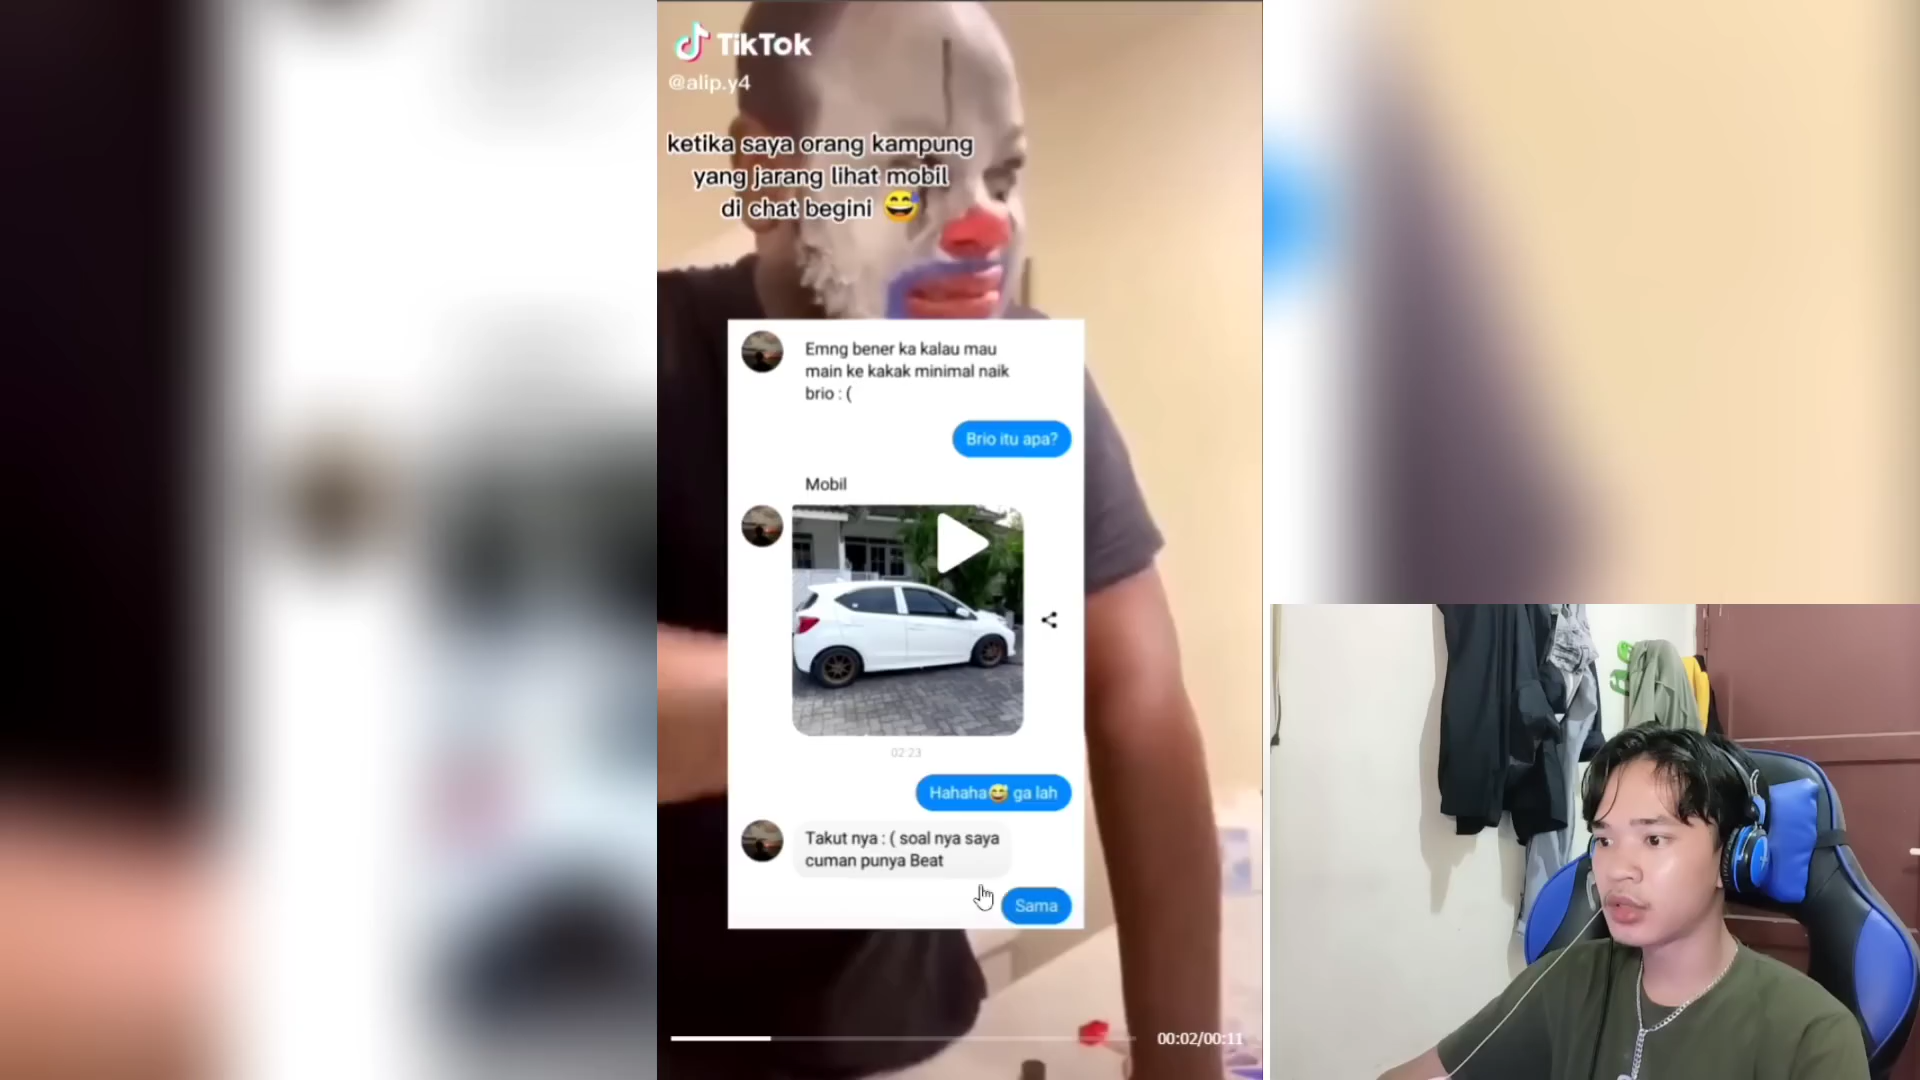 TikTok
@alip.y4
ketika saya orang kampung
yang jarang lihat mobil
di chat begini 😅
Emng bener ka kalau mau
main ke kakak minimal naik
brio : (
Brio itu apa?
Mobil
02:23
Hahaha😅 ga lah
Takut nya : ( soal nya saya
cuman punya Beat
Sama
00:02/00:11